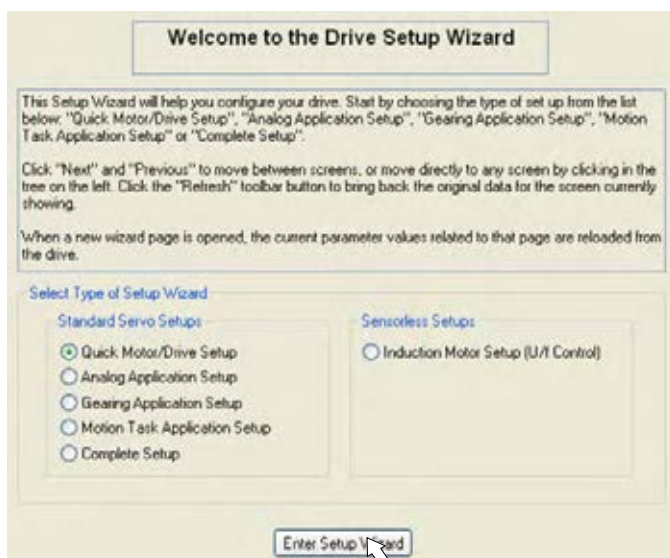 Welcome to the Drive Setup Wizard
This Setup Wizard will help you configure your drive. Start by choosing the type of set up from the list
below: "Quick Motor/Drive Setup", "Analog Application Setup", "Gearing Application Setup", "Motion
Task Application Setup" or "Complete Setup".
Click "Next" and "Previous" to move between screens, or move directly to any screen by clicking in the
tree on the left. Click the "Refresh" toolbar button to bring back the original data for the screen currently
showing.
When a new wizard page is opened, the current parameter values related to that page are reloaded from
the drive.
Select Type of Setup Wizard
Standard Servo Setups
Quick Motor/Drive Setup
Analog Application Setup
Gearing Application Setup
Motion Task Application Setup
Complete Setup
Sensorless Setups
Induction Motor Setup (U/f Control)
Enter Setup Wizard